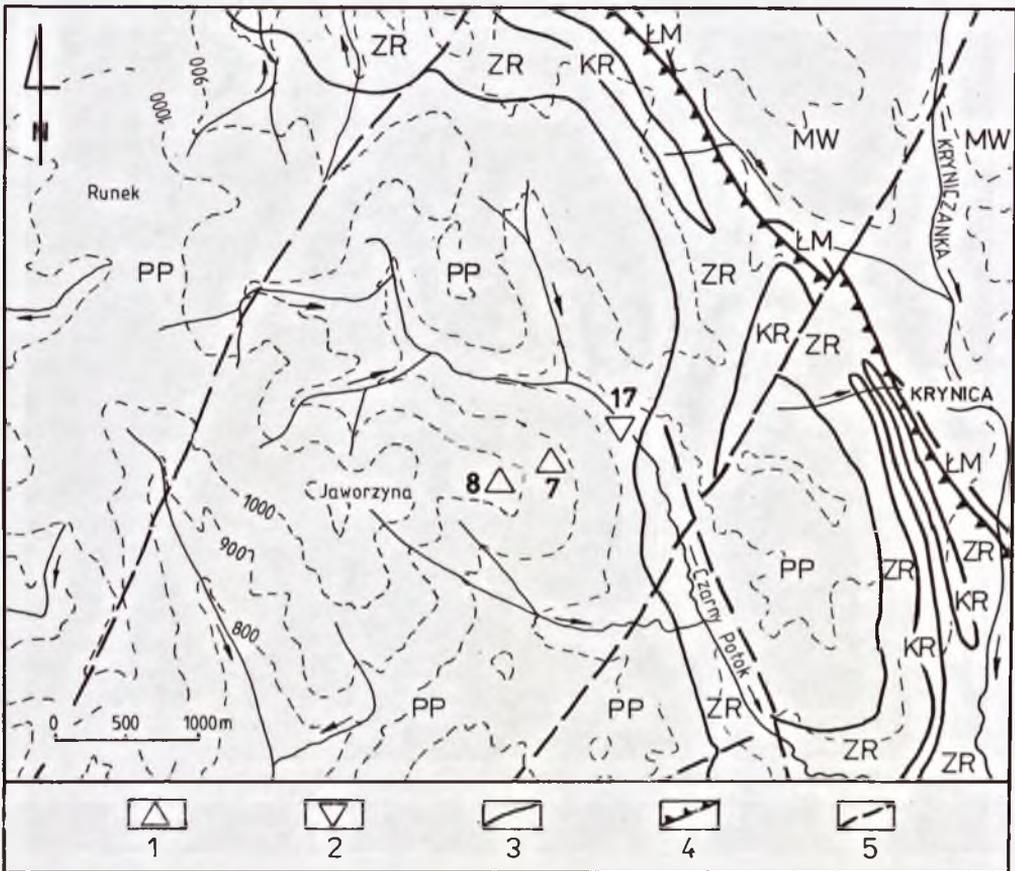 ŁM
ZR
ZR
KR
900
1000
MW
MW
N
KRYNICZANKA
Runek
ŁM
PP
PP
ZR
KR
ZR
KRYNICA
17
ŁM
8
7
Jaworzyna
1000
900
ZR
PP
ZR
KR
Czarny Potok
800
KR
PP
PP
ZR
ZR
ZR
0 500 1000m
1 2 3 4 5